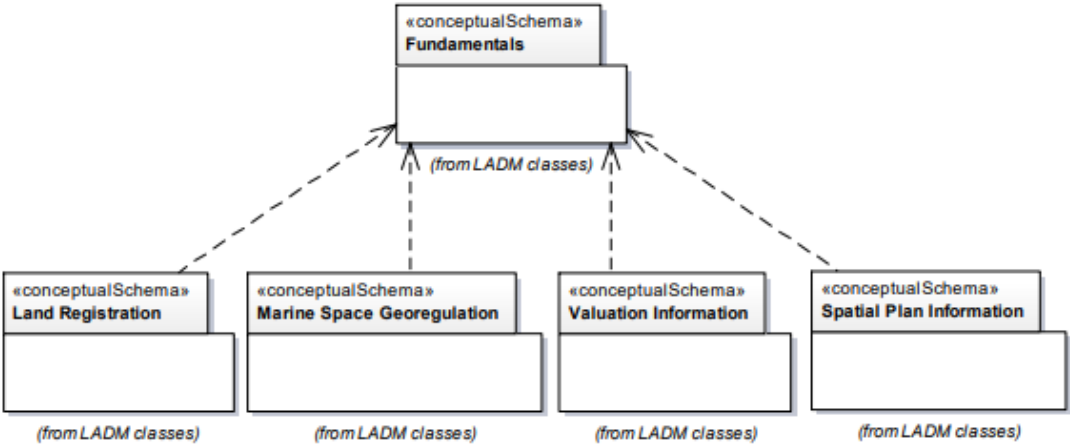 «conceptualSchema»
Fundamentals
(from LADM classes)
«conceptualSchema»
Land Registration
(from LADM classes)
«conceptualSchema»
Marine Space Georegulation
(from LADM classes)
«conceptualSchema»
Valuation Information
(from LADM classes)
«conceptualSchema»
Spatial Plan Information
(from LADM classes)